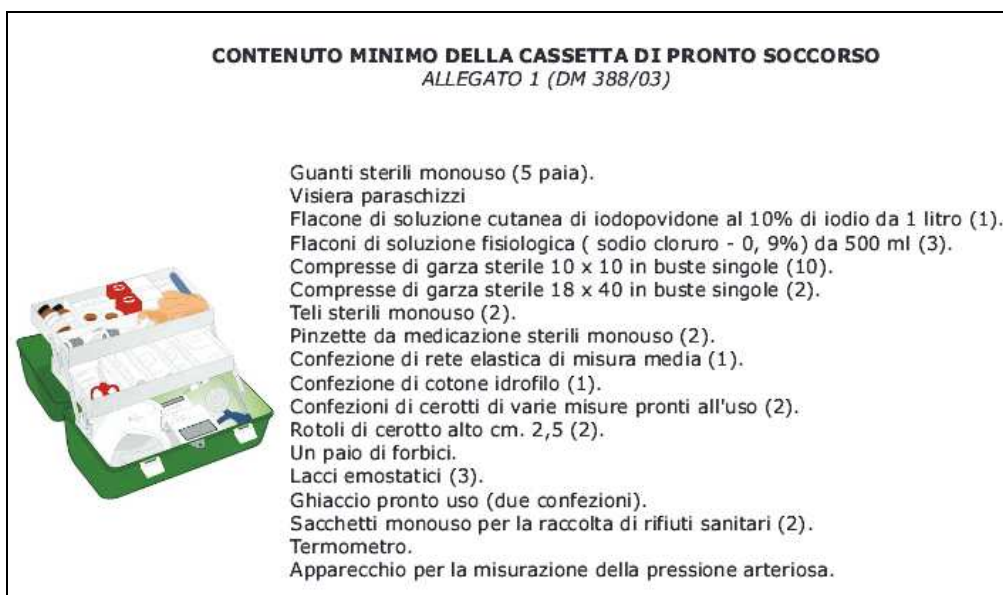 CONTENUTO MINIMO DELLA CASSETTA DI PRONTO SOCCORSO
ALLEGATO 1 (DM 388/03)
Guanti sterili monouso (5 paia).
Visiera paraschizzi
Flacone di soluzione cutanea di iodopovidone al 10% di iodio da 1 litro (1).
Flaconi di soluzione fisiologica ( sodio cloruro - 0, 9%) da 500 ml (3).
Compresse di garza sterile 10 x 10 in buste singole (10).
Compresse di garza sterile 18 x 40 in buste singole (2).
Teli sterili monouso (2).
Pinzette da medicazione sterili monouso (2).
Confezione di rete elastica di misura media (1).
Confezione di cotone idrofilo (1).
Confezioni di cerotti di varie misure pronti all'uso (2).
Rotoli di cerotto alto cm. 2,5 (2).
Un paio di forbici.
Lacci emostatici (3).
Ghiaccio pronto uso (due confezioni).
Sacchetti monouso per la raccolta di rifiuti sanitari (2).
Termometro.
Apparecchio per la misurazione della pressione arteriosa.